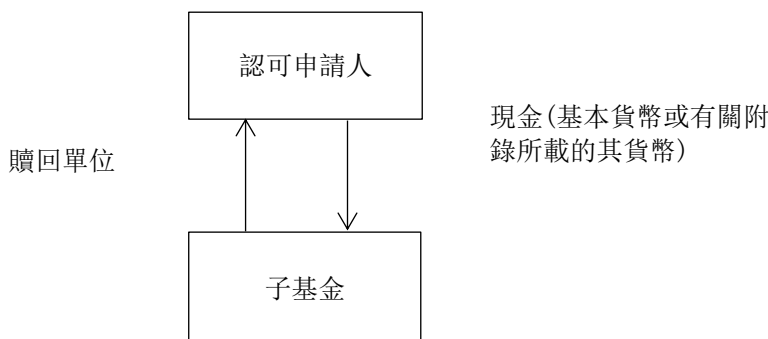 認可申請人
現金(基本貨幣或有關附
錄所載的其貨幣)
贖回單位
子基金